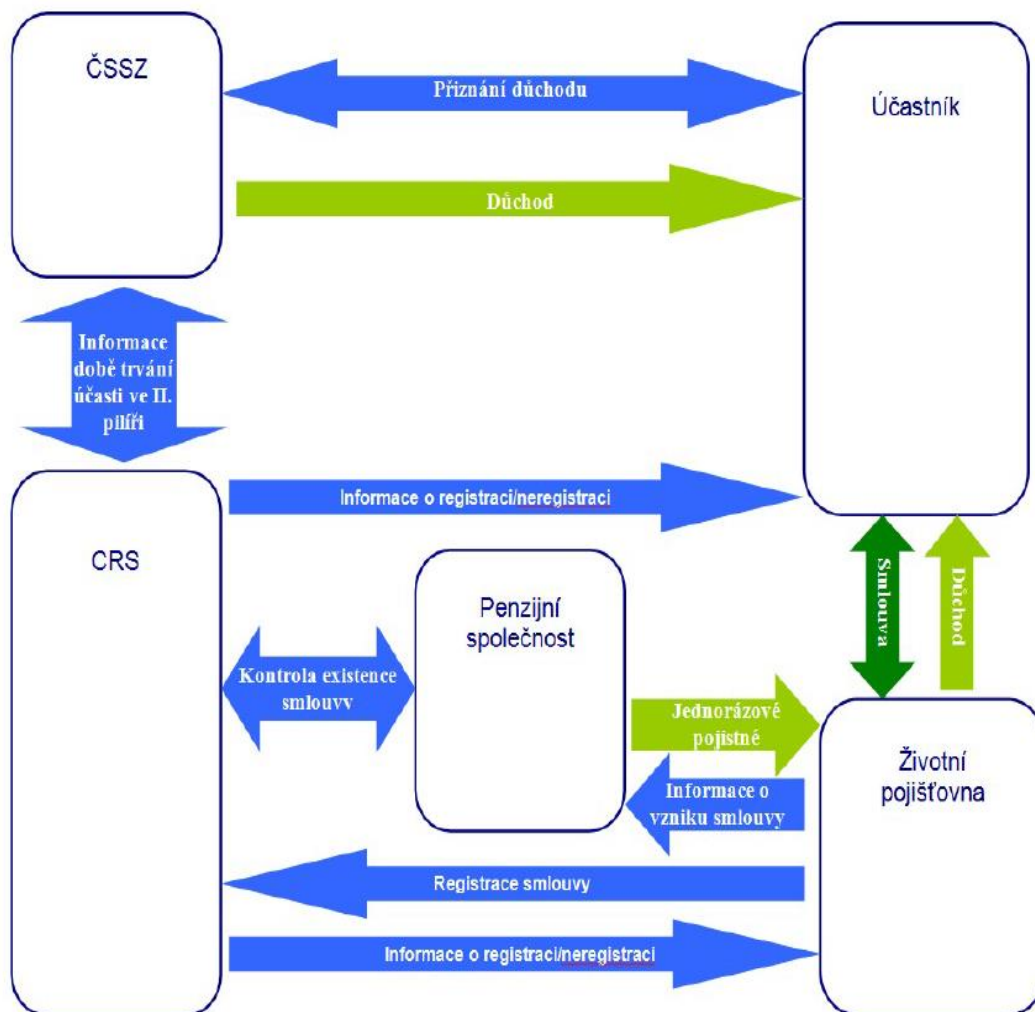 ČSSZ
Přiznání důchodu
Účastník
Důchod
Informace
době trvání
účasti ve II.
pilíři
Informace o registraci/neregistraci
CRS
Penzijní
společnost
Smlouva
Důchod
Kontrola existence
smlouvy
Jednorázové
pojistné
Životní
pojišťovna
Informace o
vzniku smlouvy
Registrace smlouvy
Informace o registraci/neregistraci